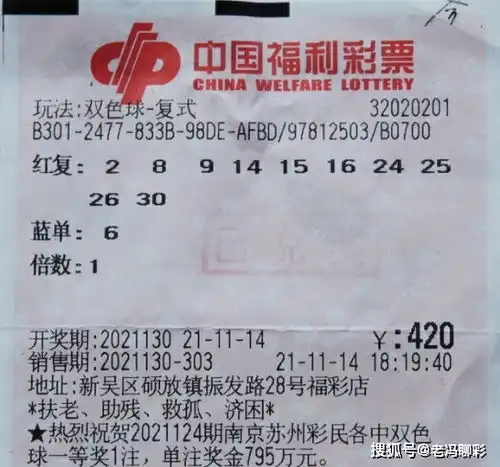 中国福利彩票
CHINA WELFARE LOTTERY
玩法:双色球-复式 32020201
B301-2477-833B-98DE-AFBD/97812503/B0700
红复: 2 8 9 14 15 16 24 25
26 30
蓝单: 6
倍数:1
开奖期:2021130 21-11-14 ￥:420
销售期:2021130-303 21-11-14 18:19:40
地址:新吴区硕放镇振发路28号福彩店
*扶老、助残、救孤、济困*
★热烈祝贺2021124期南京苏州彩民各中双色
球一等奖1注，单注奖金795万元。
搜狐号@老冯聊彩